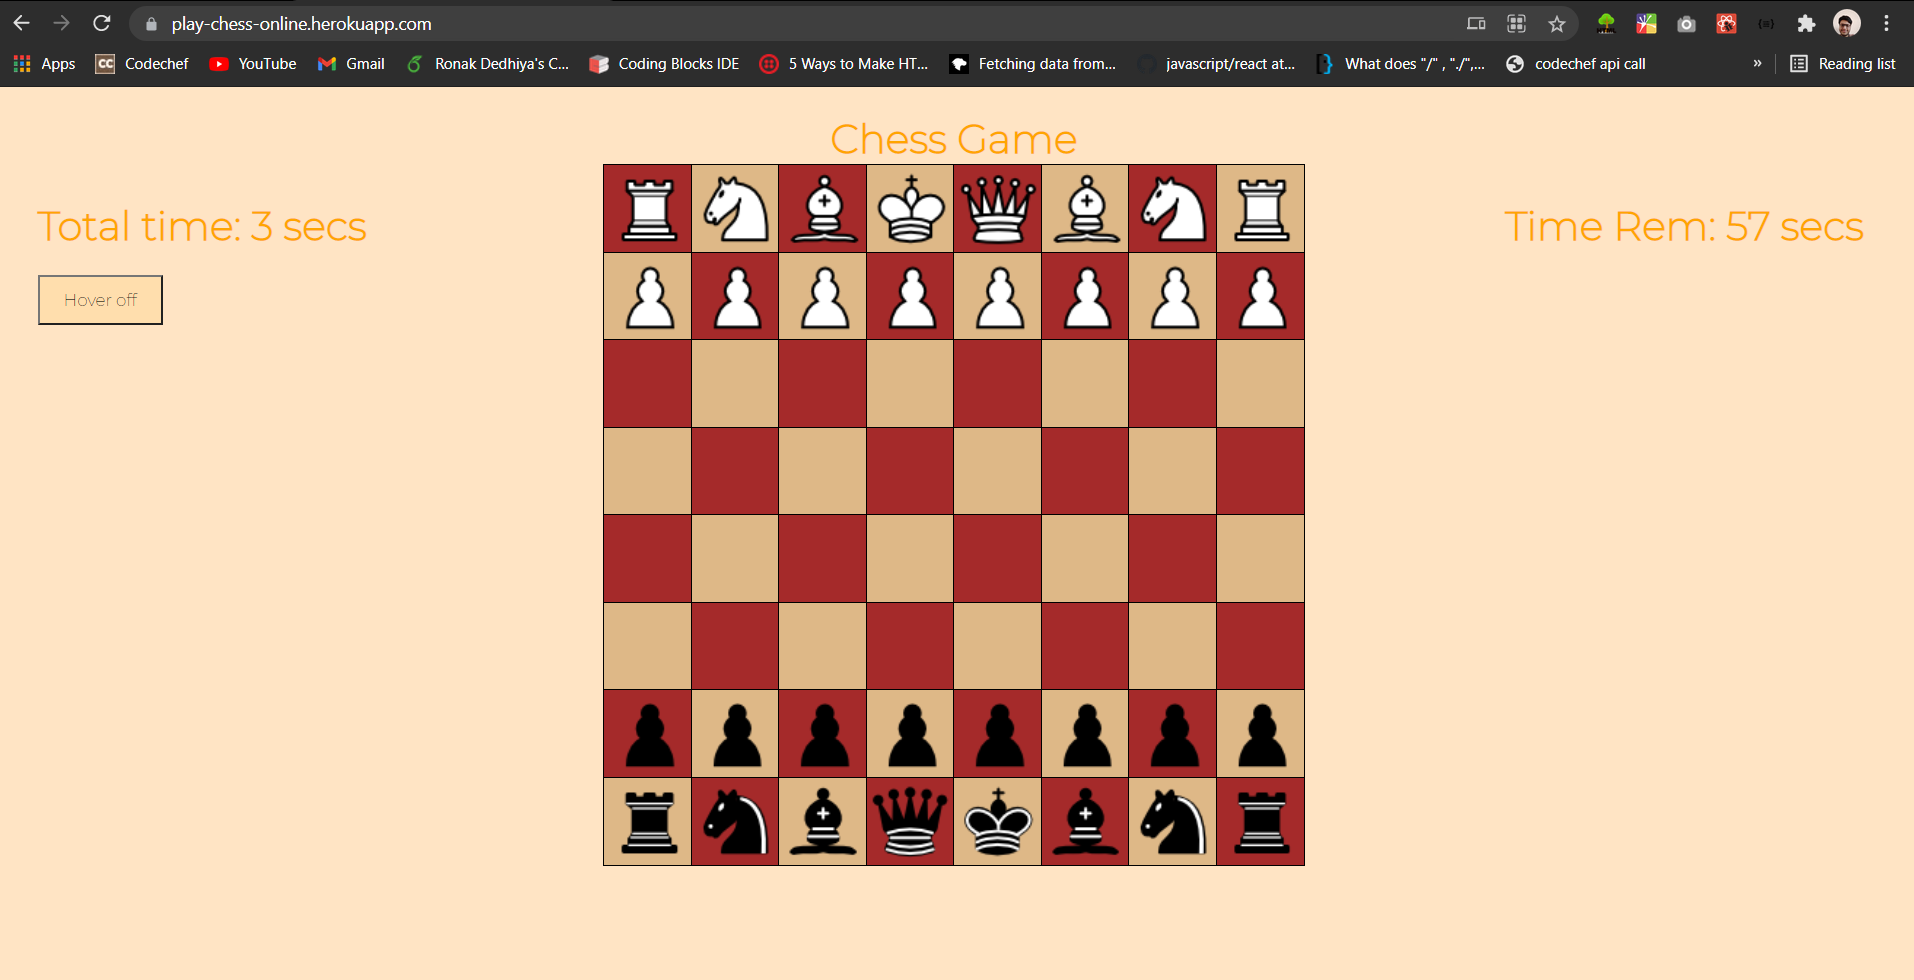 play-chess-online.herokuapp.com
Apps CC Codechef YouTube Gmail Ronak Dedhiya's C... Coding Blocks IDE 5 Ways to Make HT... Fetching data from... javascript/react at... What does "/" , "./",... codechef api call » Reading list
Chess Game
Total time: 3 secs
Time Rem: 57 secs
Hover off